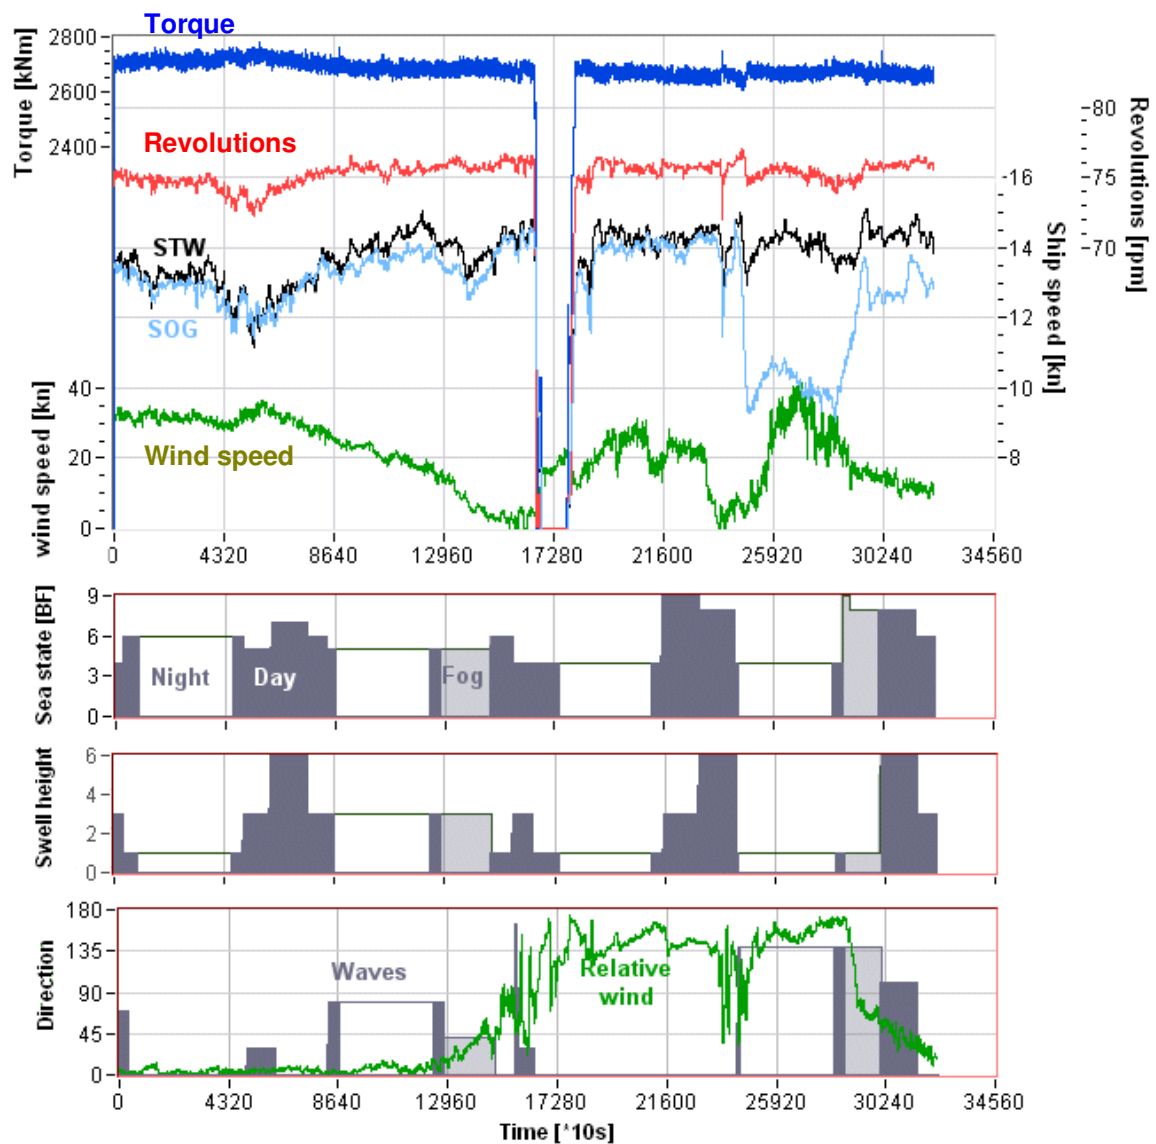 Torque
2800
2600
2400
Torque [kNm]
Revolutions
80
75
70
Revolutions [rpm]
16
14
12
10
8
Ship speed [kn]
STW
SOG
40
20
0
wind speed [kn]
Wind speed
0 4320 8640 12960 17280 21600 25920 30240 34560
9
6
3
0
Sea state [BF]
Night Day Fog
6
4
2
0
Swell height
180
135
90
45
0
Direction
Waves
Relative
wind
0 4320 8640 12960 17280 21600 25920 30240 34560
Time [*10s]